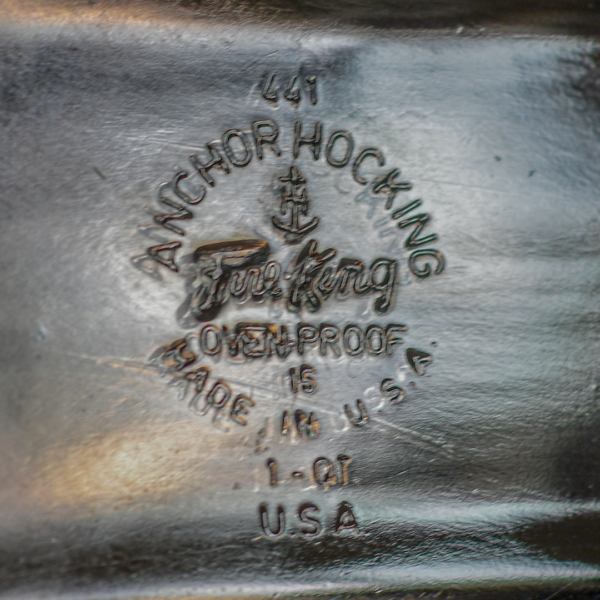 441
ANCHOR HOCKING
Fire-King
OVEN-PROOF
15
MADE IN U.S.A.
1-QT
U.S.A.